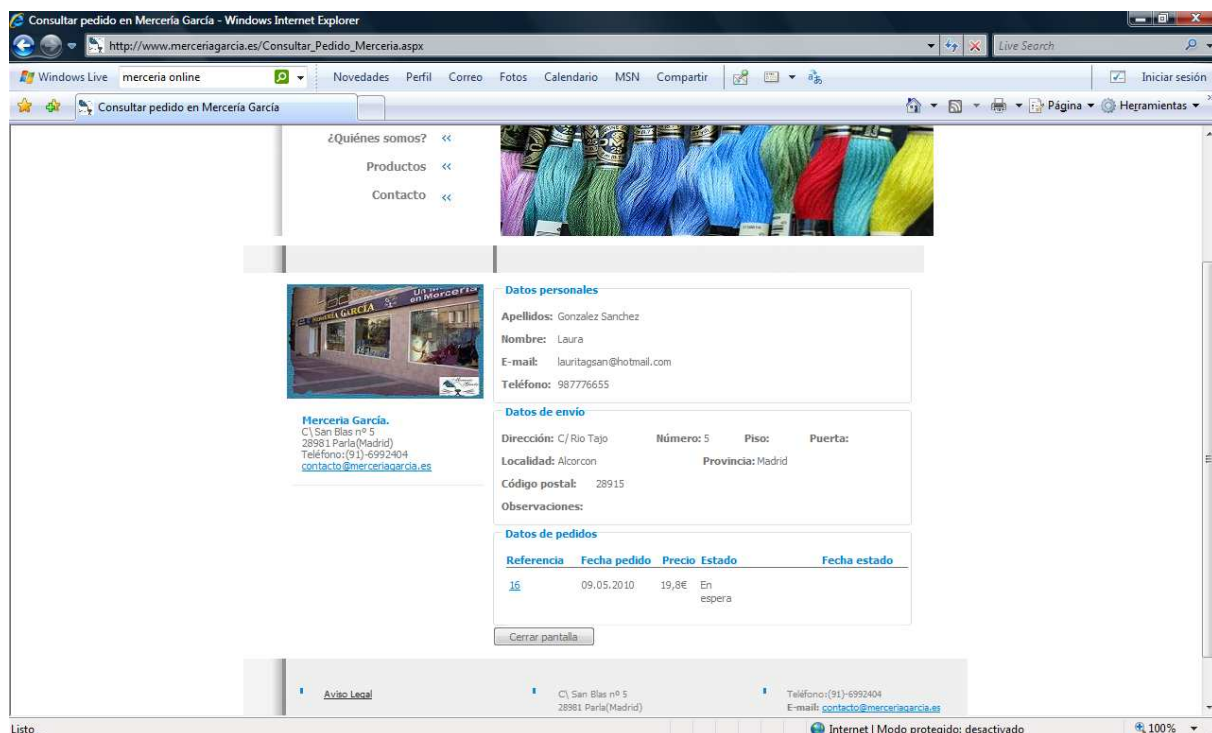 Consultar pedido en Mercería García - Windows Internet Explorer
http://www.merceriagarcia.es/Consultar_Pedido_Merceria.aspx
Live Search
Windows Live merceria online Novedades Perfil Correo Fotos Calendario MSN Compartir Iniciar sesión
Consultar pedido en Mercería García Página Herramientas
¿Quiénes somos? <<
Productos <<
Contacto <<
en Merceria
GARCIA
Merceria García.
C\ San Blas nº 5
28981 Parla(Madrid)
Teléfono:(91)-6992404
contacto@merceriagarcia.es
Datos personales
Apellidos: Gonzalez Sanchez
Nombre: Laura
E-mail: lauritagsan@hotmail.com
Teléfono: 987776655
Datos de envío
Dirección: C/ Rio Tajo Número: 5 Piso: Puerta:
Localidad: Alcorcon Provincia: Madrid
Código postal: 28915
Observaciones:
Datos de pedidos
Referencia Fecha pedido Precio Estado Fecha estado
16 09.05.2010 19,8€ En
espera
Cerrar pantalla
Aviso Legal
C\ San Blas nº 5
28981 Parla(Madrid)
Teléfono:(91)-6992404
E-mail: contacto@merceriagarcia.es
Listo Internet | Modo protegido: desactivado 100%